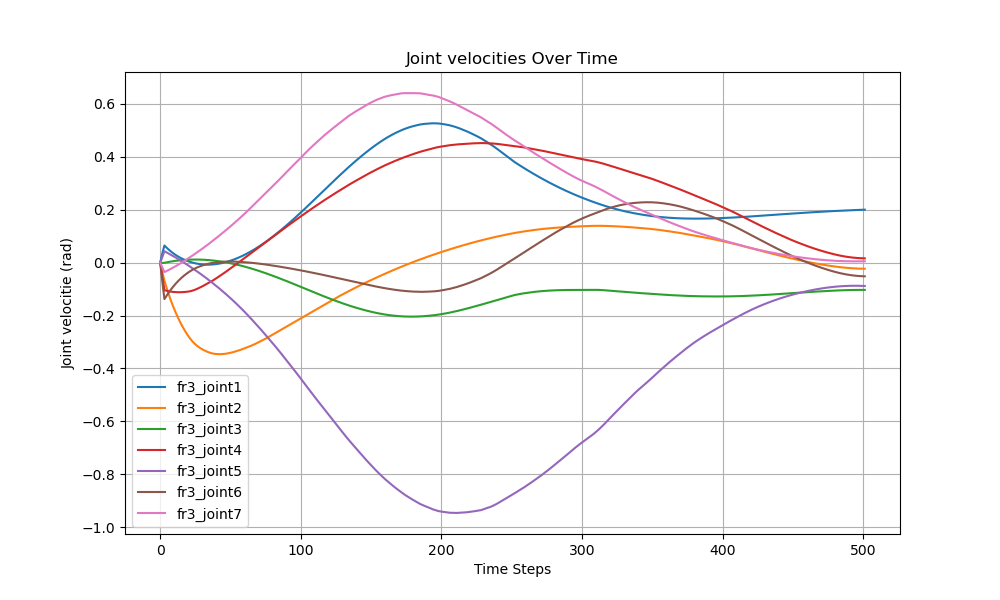 Joint velocities Over Time
Joint velocitie (rad)
0.6
0.4
0.2
0.0
−0.2
−0.4
−0.6
−0.8
−1.0
fr3_joint1
fr3_joint2
fr3_joint3
fr3_joint4
fr3_joint5
fr3_joint6
fr3_joint7
0 100 200 300 400 500
Time Steps